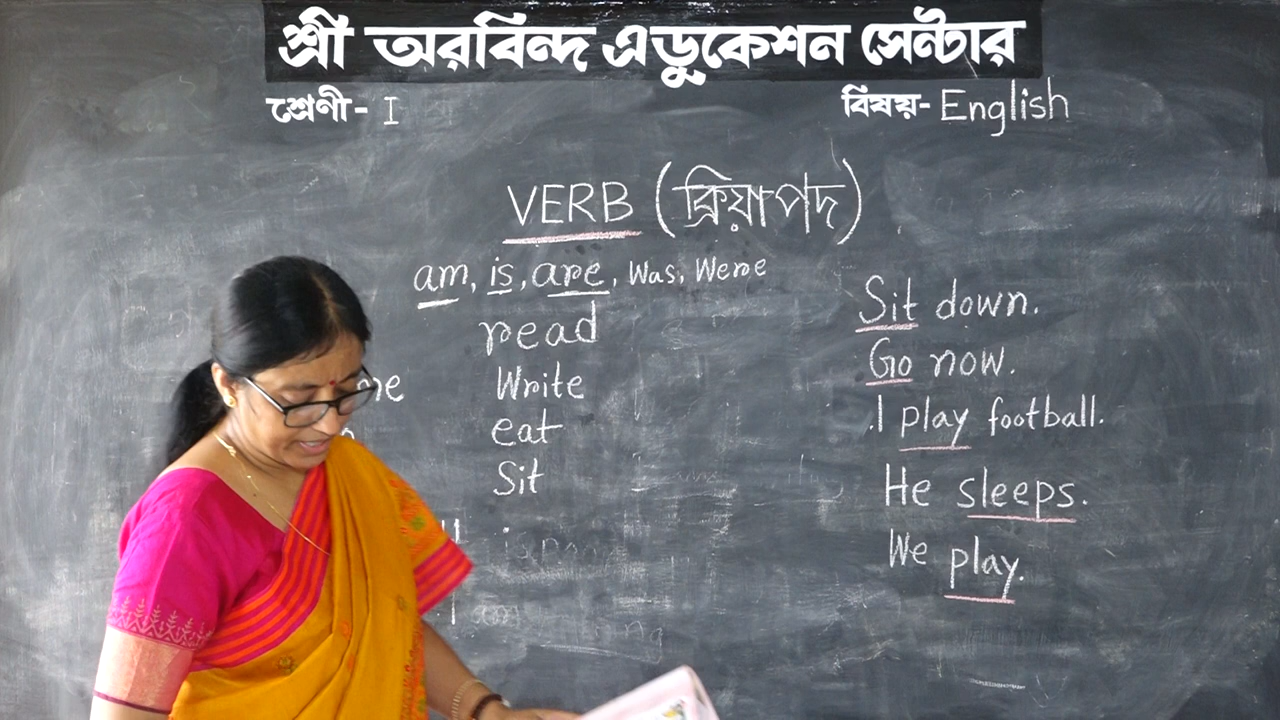 শ্রী অরবিন্দ এডুকেশন সেন্টার
শ্রেণী- I
বিষয়- English
VERB (ক্রিয়াপদ)
am, is, are, Was, Were
read
Write
eat
Sit
Sit down.
Go now.
I play football.
He sleeps.
We play.
am